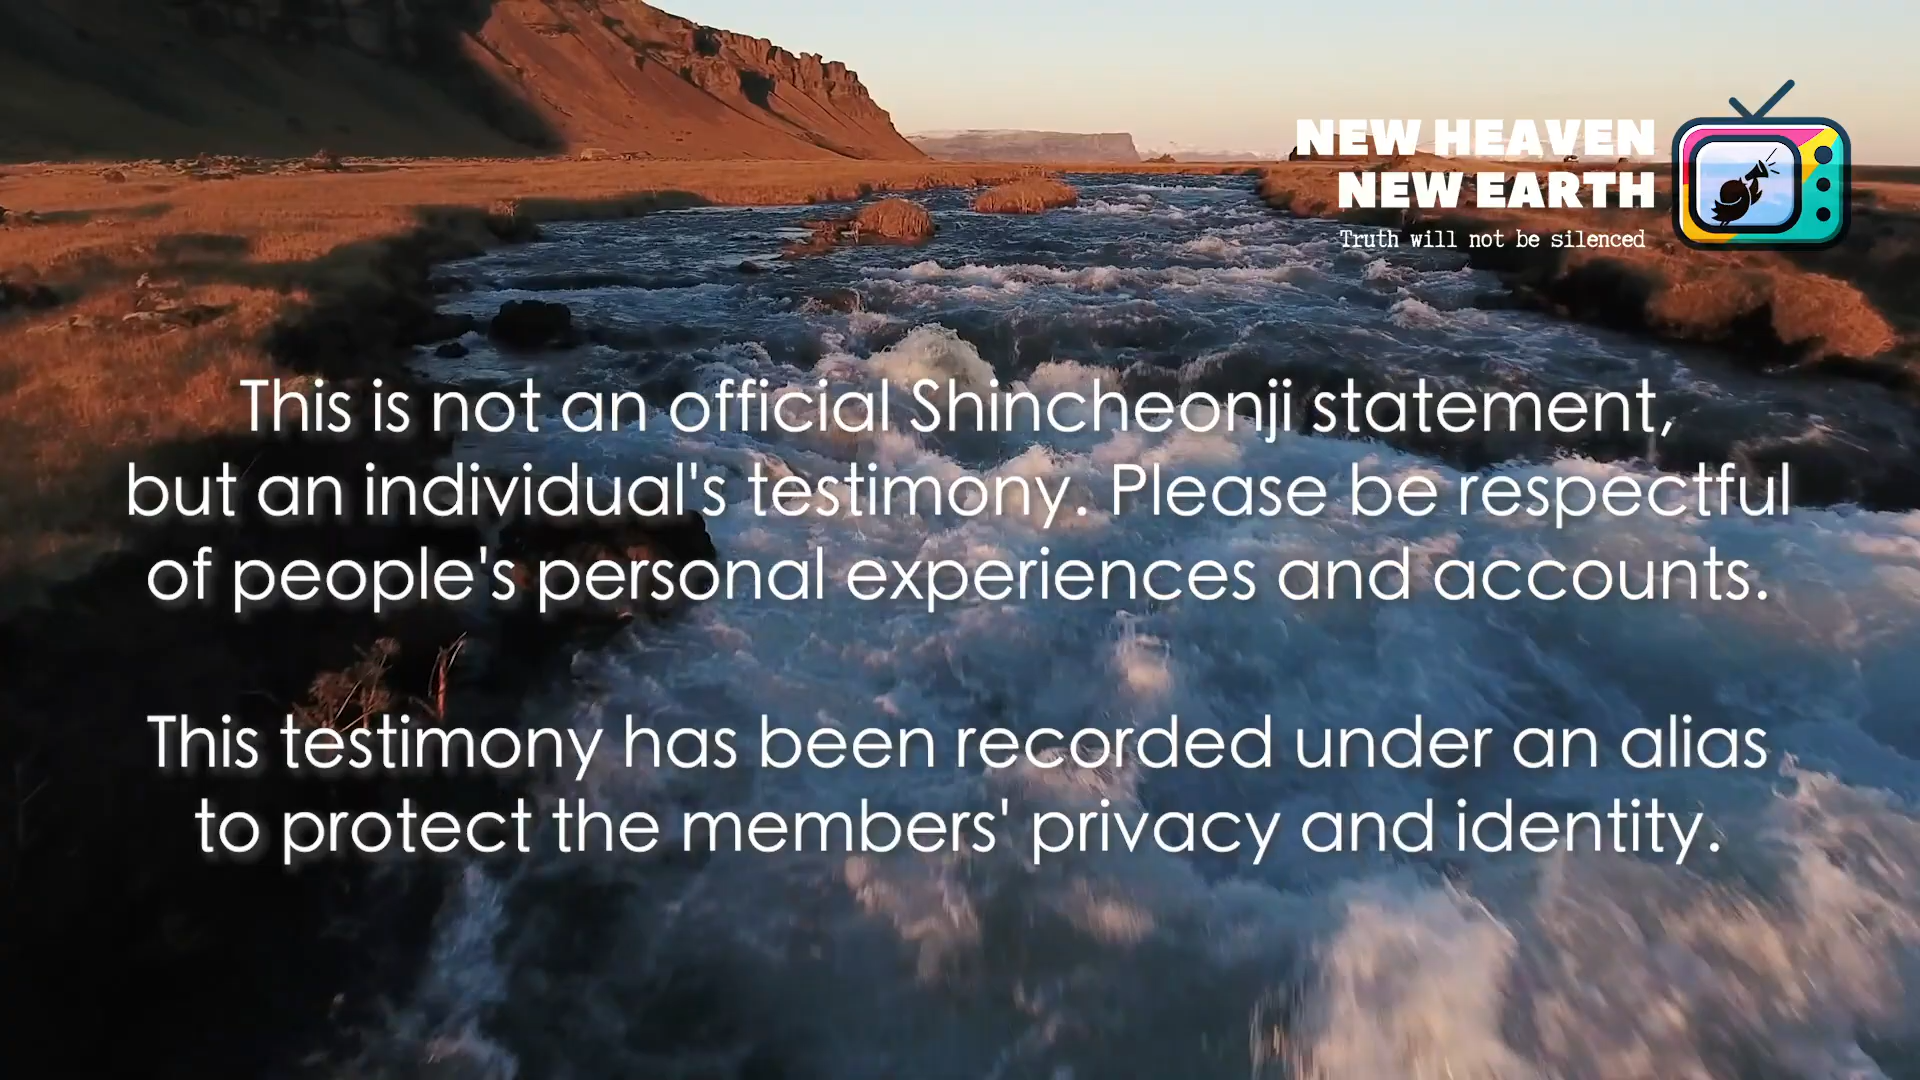 NEW HEAVEN
NEW EARTH
Truth will not be silenced
This is not an official Shincheonji statement,
but an individual's testimony. Please be respectful
of people's personal experiences and accounts.
This testimony has been recorded under an alias
to protect the members' privacy and identity.